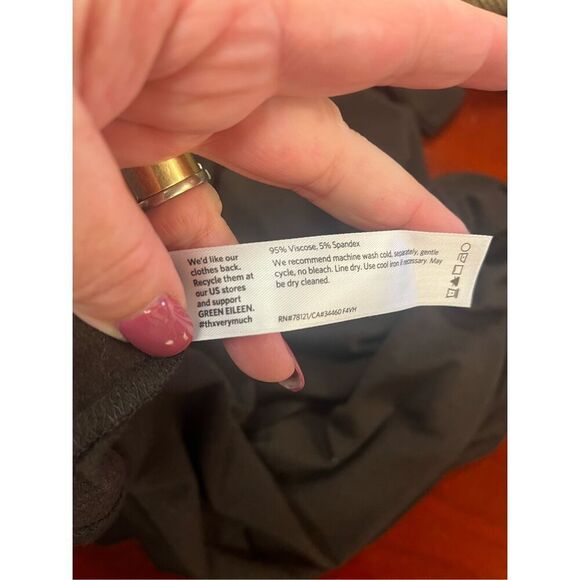 We'd like our
clothes back.
Recycle them at
our US stores
and support
GREEN EILEEN.
#thxverymuch
95% Viscose, 5% Spandex
We recommend machine wash cold, separately, gentle
cycle, no bleach. Line dry. Use cool iron if necessary. May
be dry cleaned.
RN#78121/CA#34460 F4VH